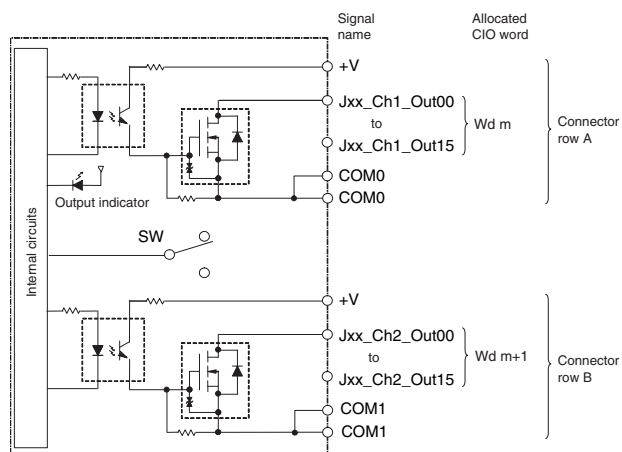 Signal
name
Allocated
CIO word
+V
Jxx_Ch1_Out00
to
Jxx_Ch1_Out15
Wd m
Connector
row A
COM0
COM0
Output indicator
SW
Internal circuits
+V
Jxx_Ch2_Out00
to
Jxx_Ch2_Out15
Wd m+1
Connector
row B
COM1
COM1